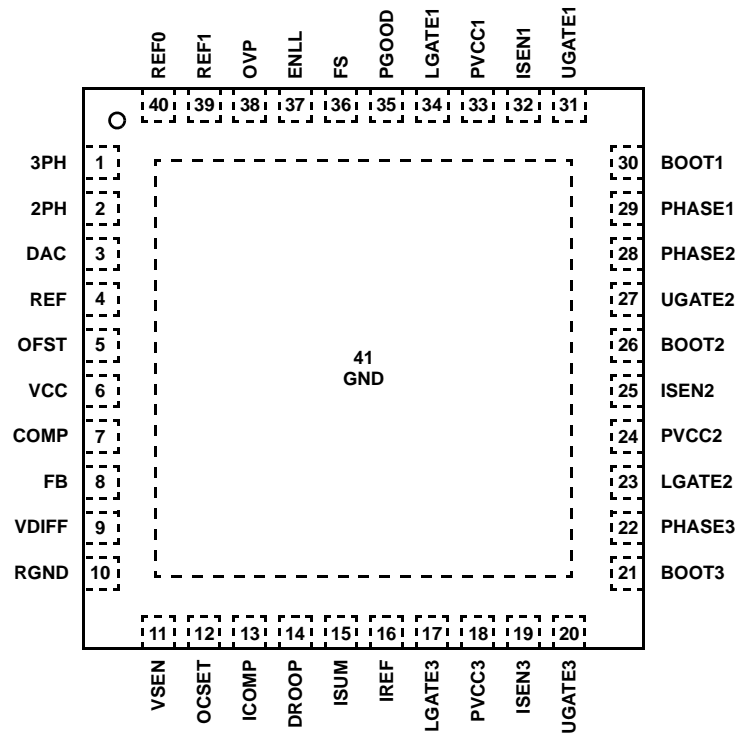 REF0
REF1
OVP
ENLL
FS
PGOOD
LGATE1
PVCC1
ISEN1
UGATE1
40 39 38 37 36 35 34 33 32 31
3PH 1
2PH 2
DAC 3
REF 4
OFST 5
VCC 6
COMP 7
FB 8
VDIFF 9
RGND 10
41
GND
30 BOOT1
29 PHASE1
28 PHASE2
27 UGATE2
26 BOOT2
25 ISEN2
24 PVCC2
23 LGATE2
22 PHASE3
21 BOOT3
11 12 13 14 15 16 17 18 19 20
VSEN
OCSET
ICOMP
DROOP
ISUM
IREF
LGATE3
PVCC3
ISEN3
UGATE3